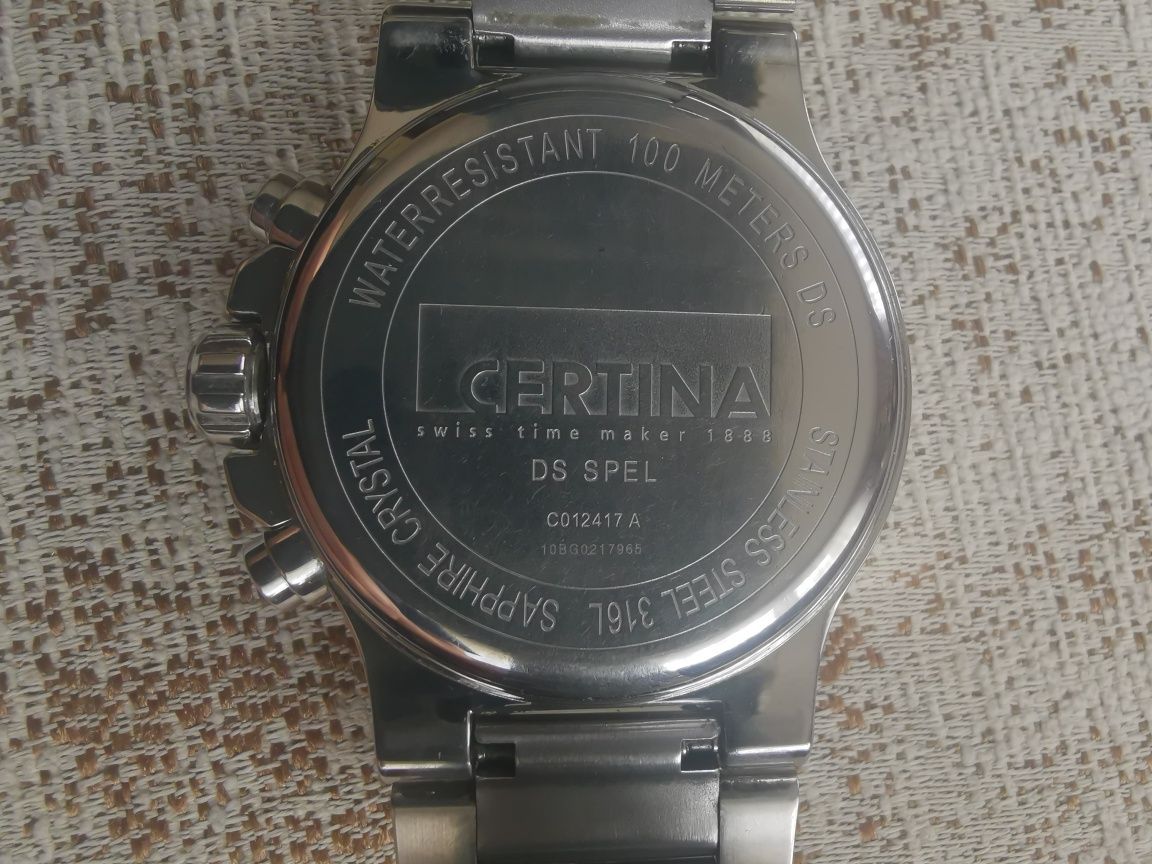 WATERRESISTANT 100 METERS DS
STAINLESS STEEL 316L SAPPHIRE CRYSTAL
CERTINA
swiss time maker 1888
DS SPEL
C012417 A
10BG0217965